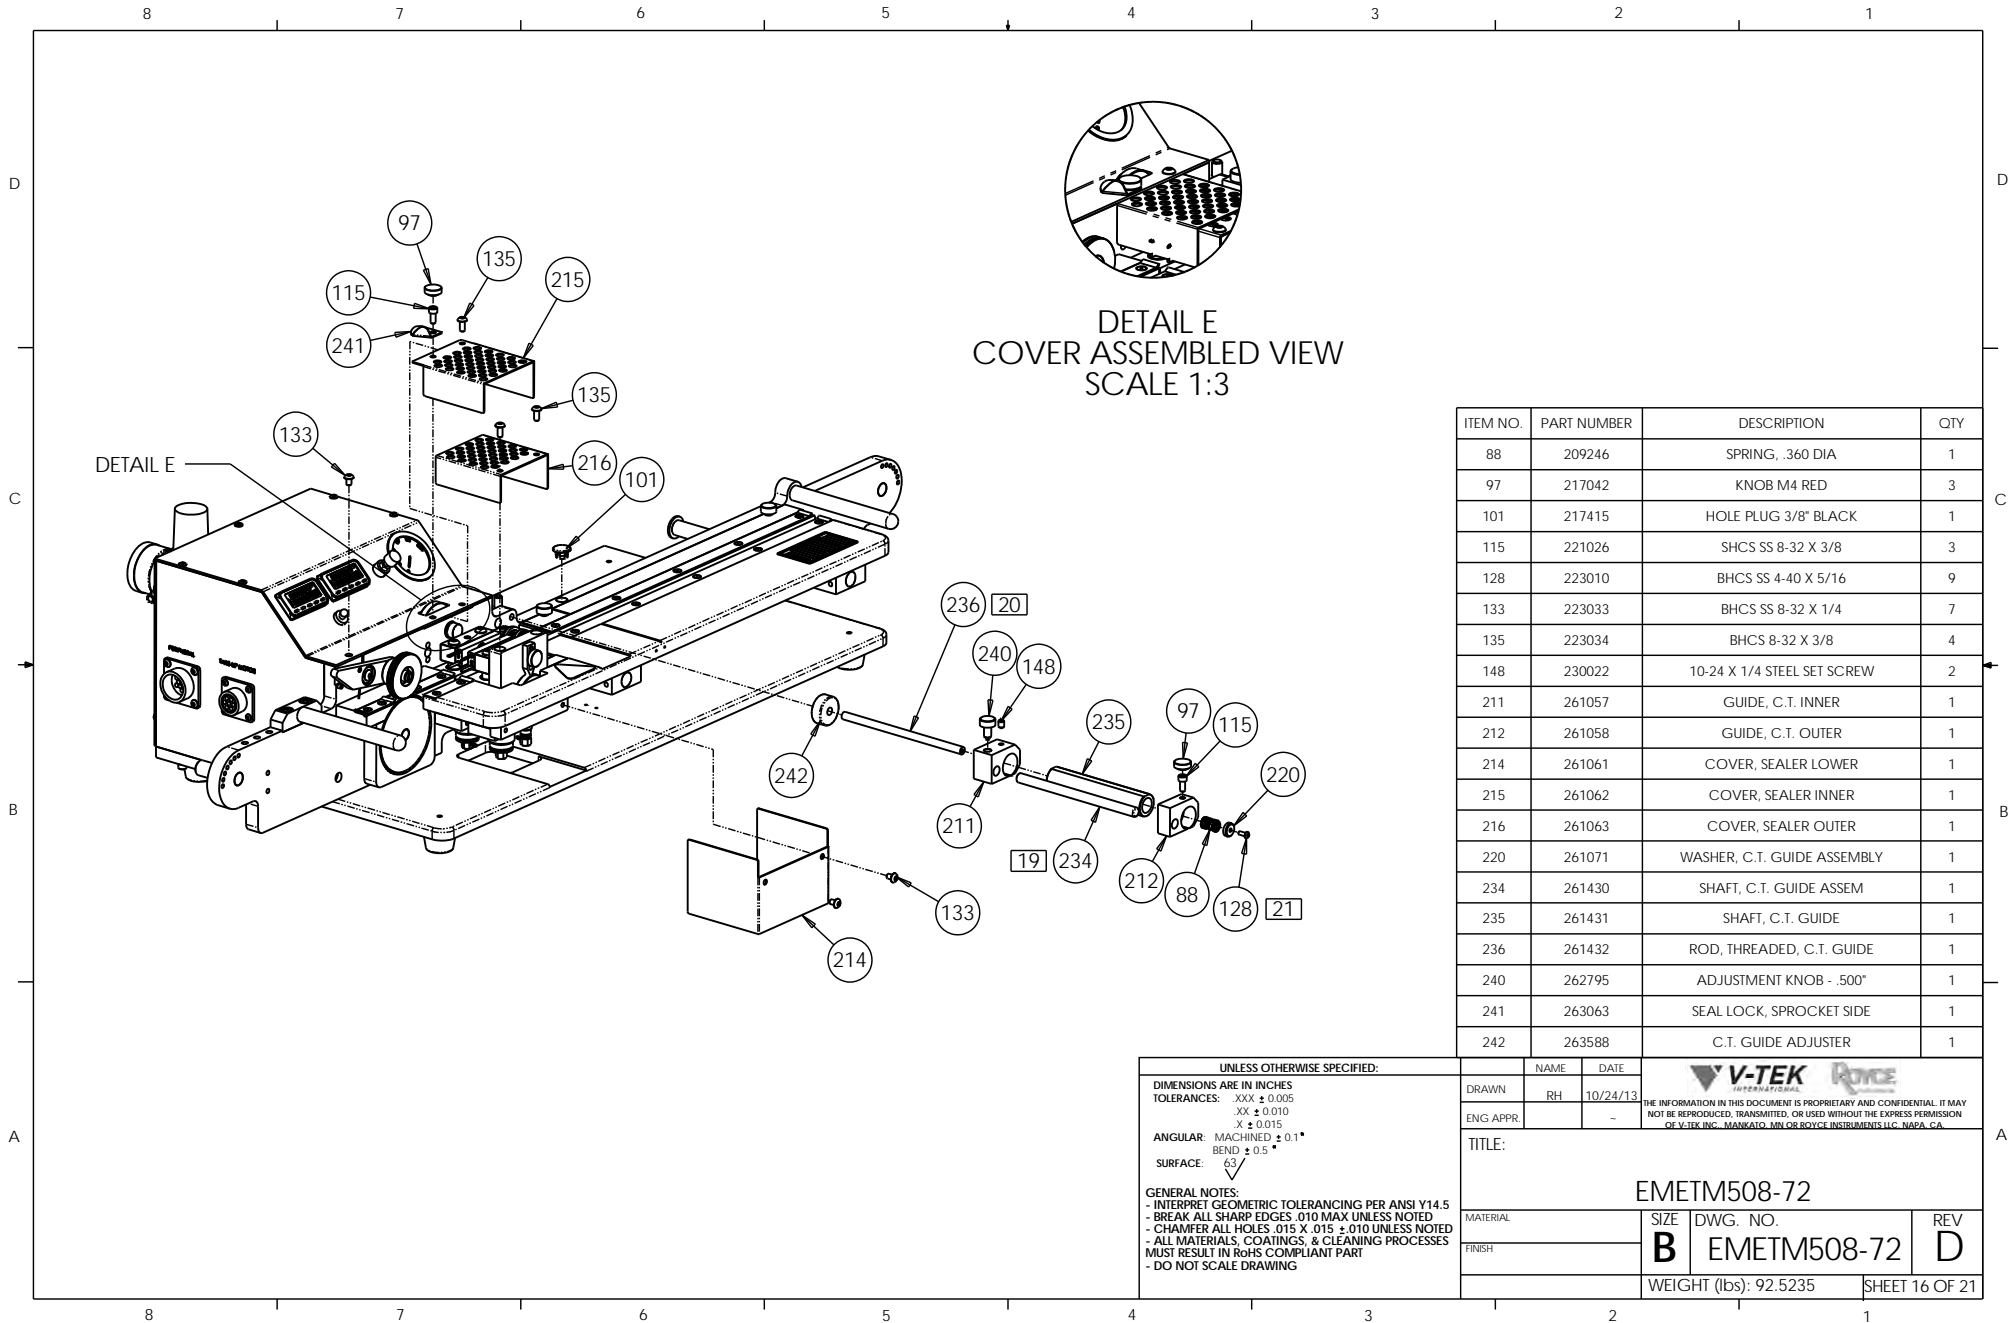 8 7 6 5 4 3 2 1
D
D
97
135
215
115
241
135
133
DETAIL E
216
101
DETAIL E
COVER ASSEMBLED VIEW
SCALE 1:3
C
C
236 20
240
148
235
97
115
220
242
211
19 234
212
88
128 21
133
214
B
B
ITEM NO. PART NUMBER DESCRIPTION QTY
88 209246 SPRING, .360 DIA 1
97 217042 KNOB M4 RED 3
101 217415 HOLE PLUG 3/8" BLACK 1
115 221026 SHCS SS 8-32 X 3/8 3
128 223010 BHCS SS 4-40 X 5/16 9
133 223033 BHCS SS 8-32 X 1/4 7
135 223034 BHCS 8-32 X 3/8 4
148 230022 10-24 X 1/4 STEEL SET SCREW 2
211 261057 GUIDE, C.T. INNER 1
212 261058 GUIDE, C.T. OUTER 1
214 261061 COVER, SEALER LOWER 1
215 261062 COVER, SEALER INNER 1
216 261063 COVER, SEALER OUTER 1
220 261071 WASHER, C.T. GUIDE ASSEMBLY 1
234 261430 SHAFT, C.T. GUIDE ASSEM 1
235 261431 SHAFT, C.T. GUIDE 1
236 261432 ROD, THREADED, C.T. GUIDE 1
240 262795 ADJUSTMENT KNOB - .500" 1
241 263063 SEAL LOCK, SPROCKET SIDE 1
242 263588 C.T. GUIDE ADJUSTER 1
A
A
UNLESS OTHERWISE SPECIFIED:
DIMENSIONS ARE IN INCHES
TOLERANCES: .XXX ± 0.005
.XX ± 0.010
.X ± 0.015
ANGULAR: MACHINED ± 0.1°
BEND ± 0.5 °
SURFACE: 63
GENERAL NOTES:
- INTERPRET GEOMETRIC TOLERANCING PER ANSI Y14.5
- BREAK ALL SHARP EDGES .010 MAX UNLESS NOTED
- CHAMFER ALL HOLES .015 X .015 ±.010 UNLESS NOTED
- ALL MATERIALS, COATINGS, & CLEANING PROCESSES
MUST RESULT IN RoHS COMPLIANT PART
- DO NOT SCALE DRAWING
NAME DATE
DRAWN RH 10/24/13
ENG APPR. ~
V-TEK
INTERNATIONAL
ROYCE
THE INFORMATION IN THIS DOCUMENT IS PROPRIETARY AND CONFIDENTIAL. IT MAY
NOT BE REPRODUCED, TRANSMITTED, OR USED WITHOUT THE EXPRESS PERMISSION
OF V-TEK INC., MANKATO, MN OR ROYCE INSTRUMENTS LLC, NAPA, CA.
TITLE:
EMETM508-72
MATERIAL
FINISH
SIZE
B
DWG. NO.
EMETM508-72
REV
D
WEIGHT (lbs): 92.5235
SHEET 16 OF 21
8 7 6 5 4 3 2 1